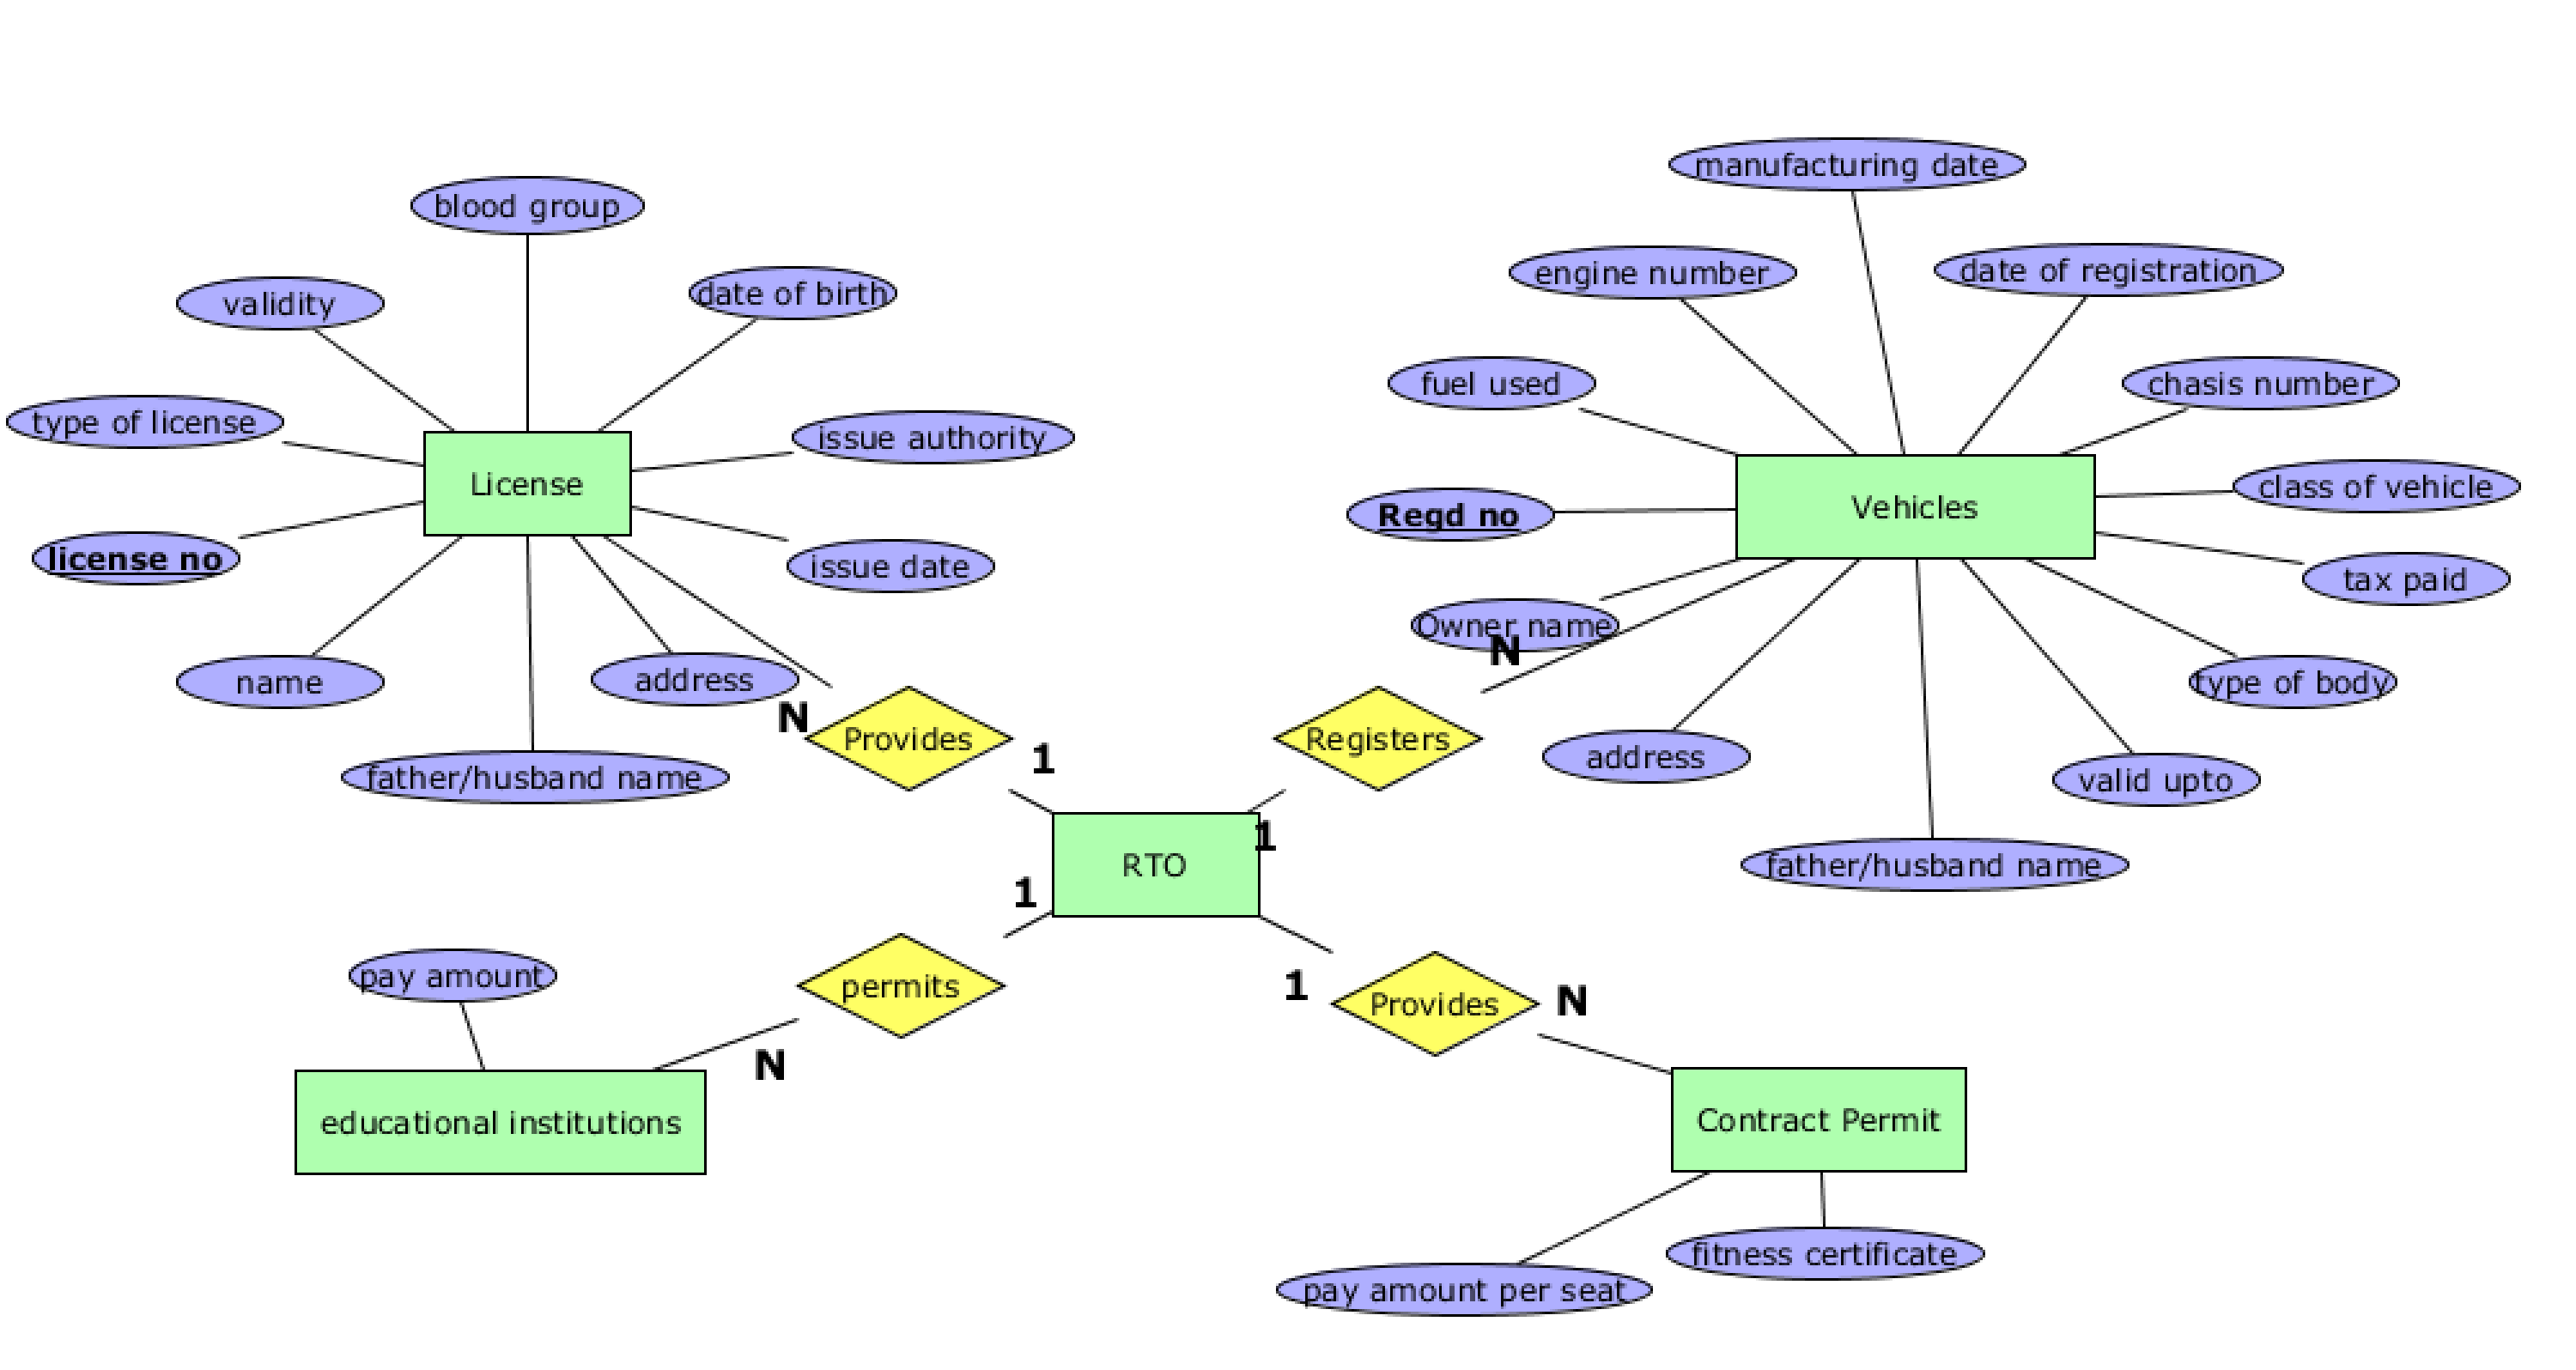 manufacturing date
blood group
engine number
date of registration
validity
date of birth
fuel used
chasis number
type of license
issue authority
License
class of vehicle
Vehicles
Regd no
license no
issue date
tax paid
Owner name
N
name
address
type of body
N
Provides
1
Registers
address
father/husband name
valid upto
1
RTO
father/husband name
1
pay amount
permits
1
Provides
N
N
educational institutions
Contract Permit
fitness certificate
pay amount per seat